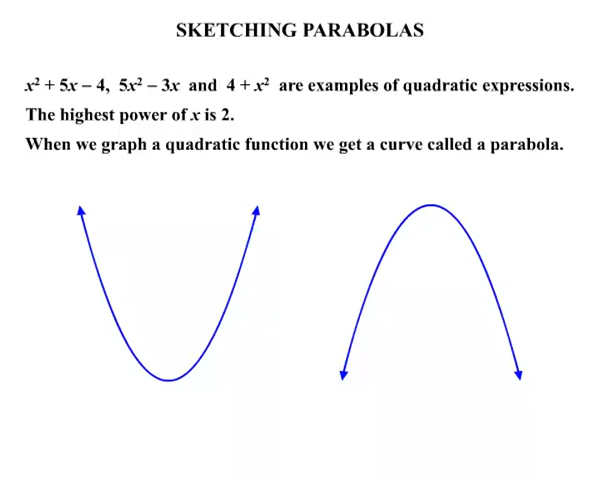 SKETCHING PARABOLAS
x² + 5x – 4, 5x² – 3x and 4 + x² are examples of quadratic expressions.
The highest power of x is 2.
When we graph a quadratic function we get a curve called a parabola.